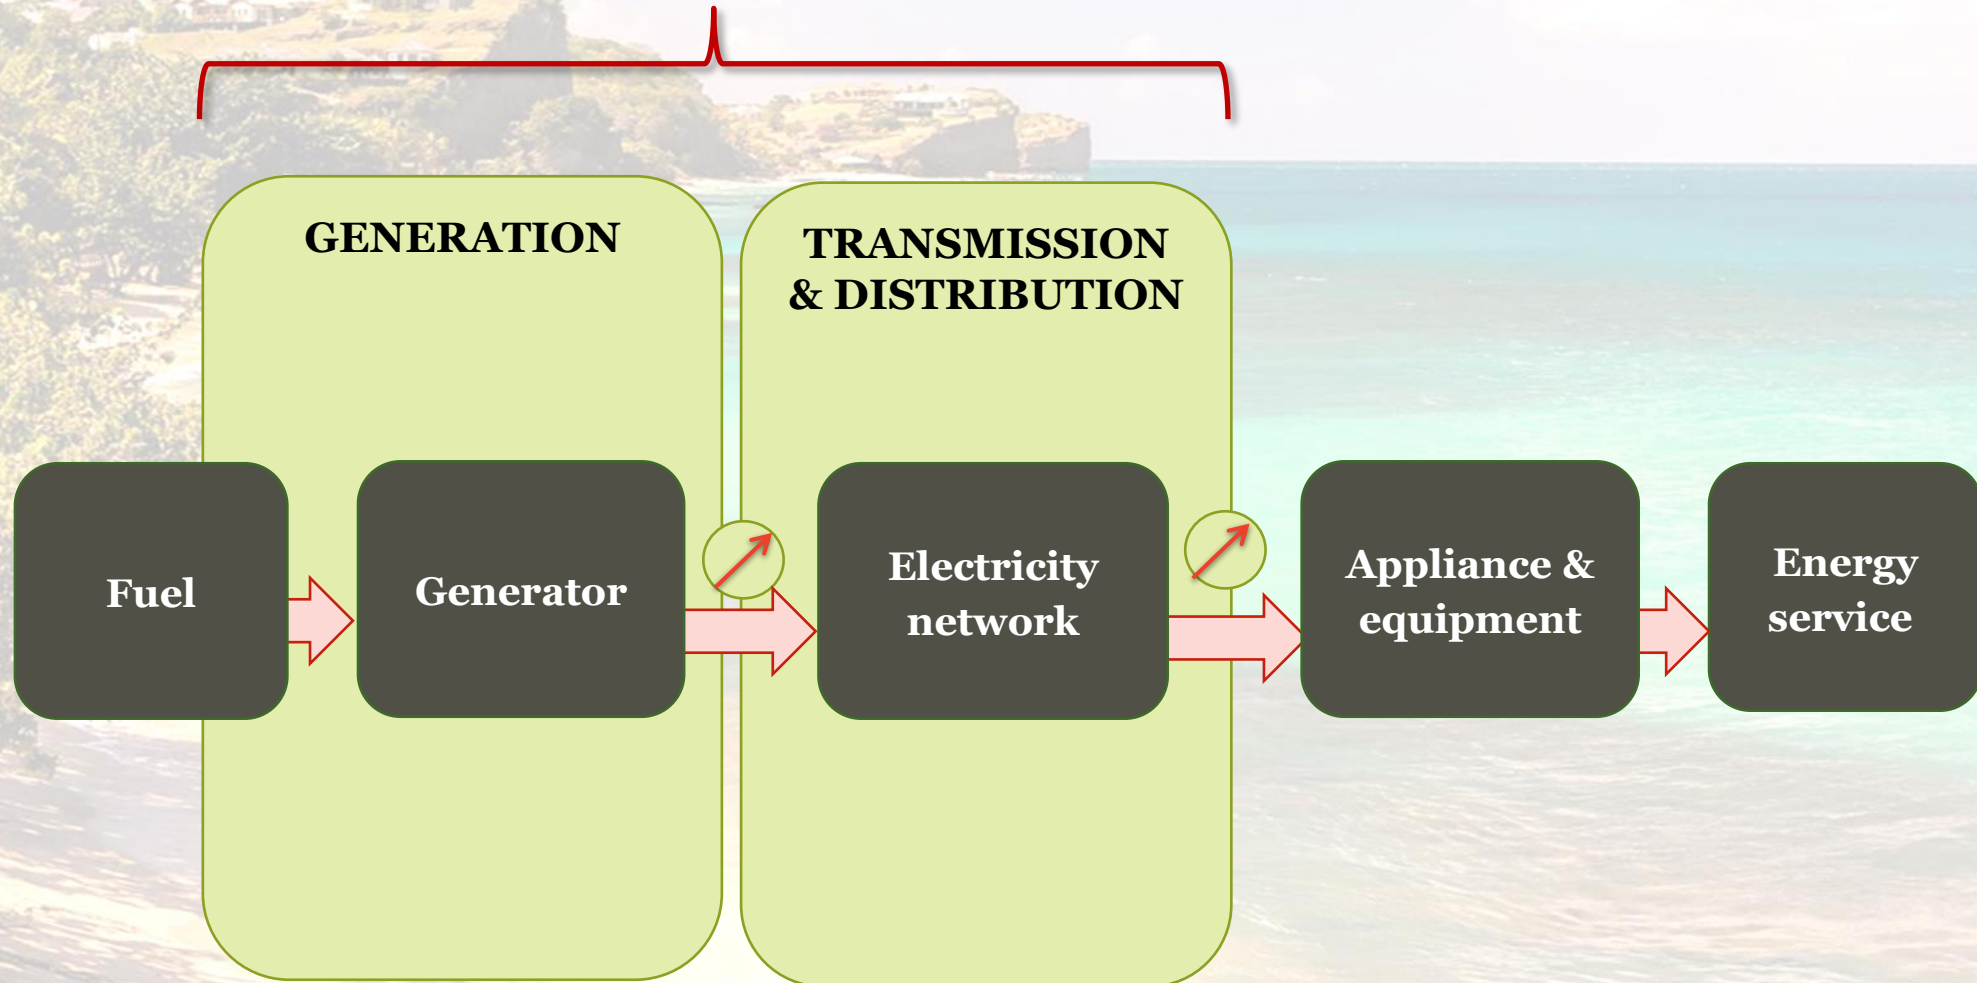 GENERATION
TRANSMISSION
& DISTRIBUTION
Fuel
Generator
Electricity
network
Appliance &
equipment
Energy
service